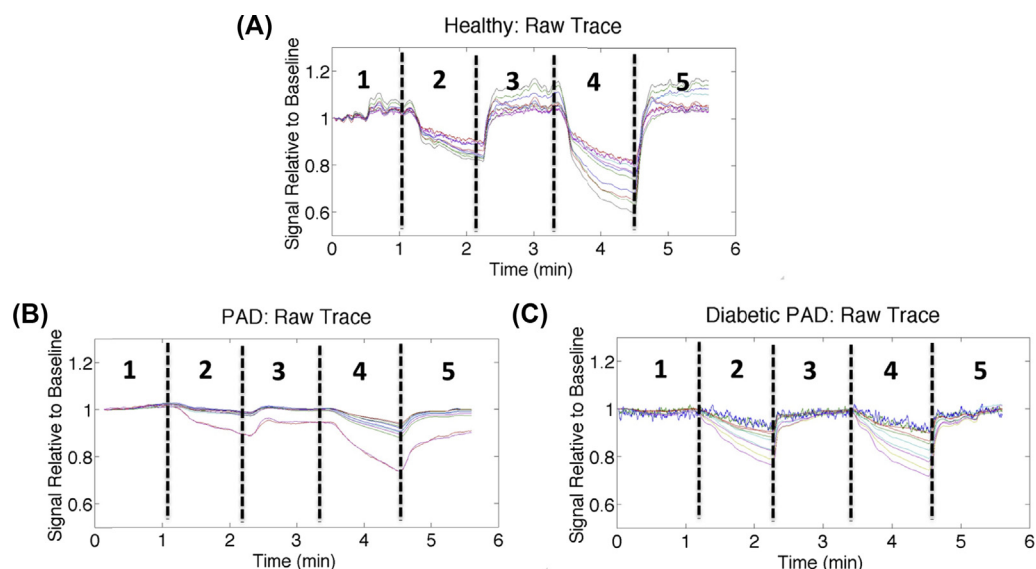 (A)
Healthy: Raw Trace
Signal Relative to Baseline
1.2
1
0.8
0.6
1 2 3 4 5
0 1 2 3 4 5 6
Time (min)
(B)
PAD: Raw Trace
Signal Relative to Baseline
1.2
1
0.8
0.6
1 2 3 4 5
0 1 2 3 4 5 6
Time (min)
(C)
Diabetic PAD: Raw Trace
Signal Relative to Baseline
1.2
1
0.8
0.6
1 2 3 4 5
0 1 2 3 4 5 6
Time (min)